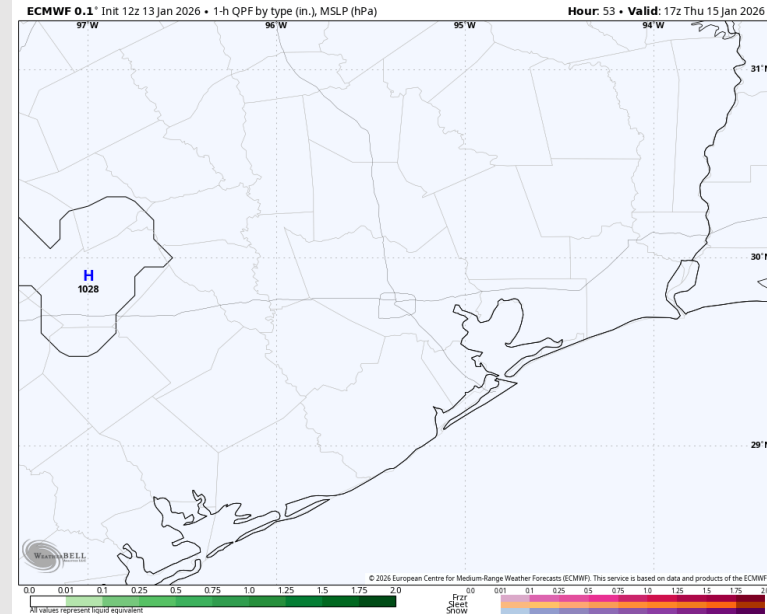 ECMWF 0.1° Init 12z 13 Jan 2026 • 1-h QPF by type (in.), MSLP (hPa) Hour: 53 • Valid: 17z Thu 15 Jan 2026
97°W 96°W 95°W 94°W
31°N
30°N
H
1028
29°N
WEATHERBELL
© 2026 European Centre for Medium-Range Weather Forecasts (ECMWF). This service is based on data and products of the ECMWF
0.0 0.01 0.1 0.25 0.5 0.75 1.0 1.25 1.5 1.75 2.0 0.0 0.01 0.1 0.25 0.5 0.75 1.0 1.25 1.5 1.75 2.
Frzr
Sleet
Snow
All values represent liquid equivalent